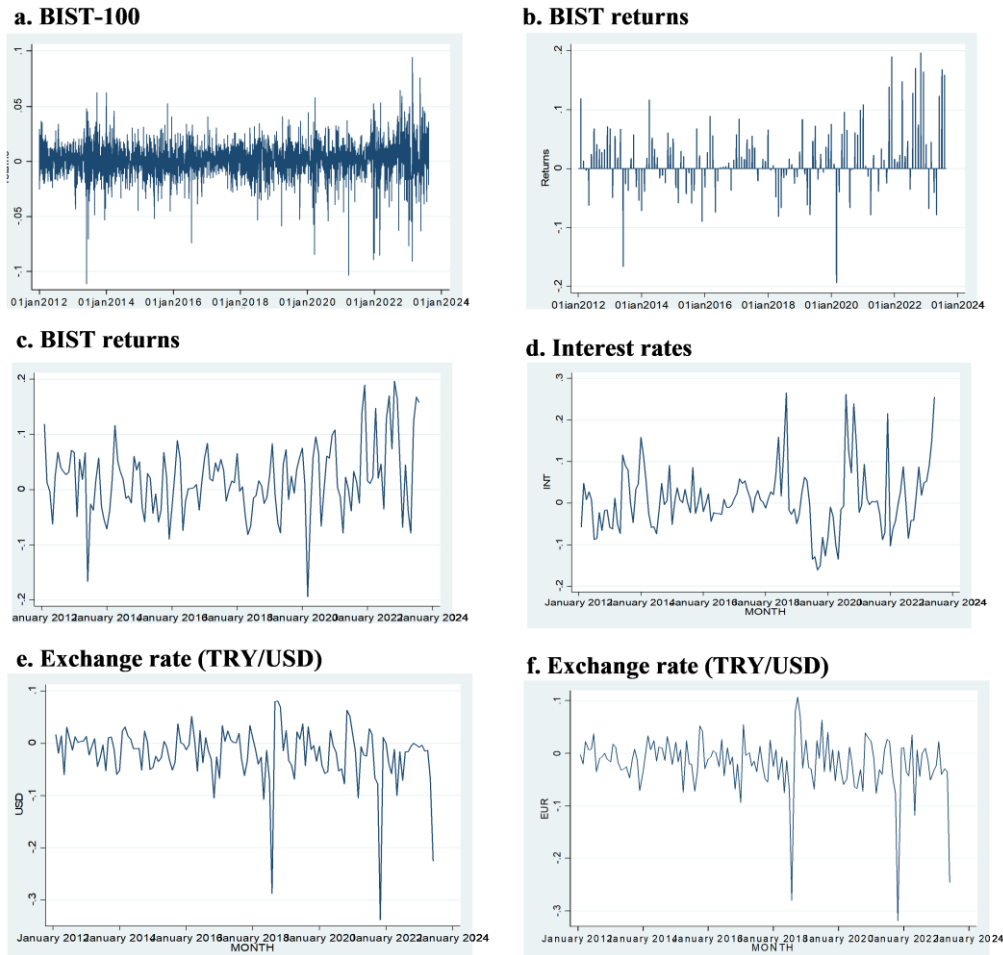 a. BIST-100
b. BIST returns
.1
.05
0
-.05
-.1
01jan2012 01jan2014 01jan2016 01jan2018 01jan2020 01jan2022 01jan2024
Returns
.2
.1
0
-.1
-.2
01jan2012 01jan2014 01jan2016 01jan2018 01jan2020 01jan2022 01jan2024
c. BIST returns
d. Interest rates
.2
.1
0
-.1
-.2
anuary 2012 January 2014 January 2016 January 2018 January 2020 January 2022 January 2024
INT
.3
.2
.1
0
-.1
-.2
January 2012 January 2014 January 2016 January 2018 January 2020 January 2022 January 2024
MONTH
e. Exchange rate (TRY/USD)
f. Exchange rate (TRY/USD)
USD
.1
0
-.1
-.2
-.3
January 2012 January 2014 January 2016 January 2018 January 2020 January 2022 January 2024
MONTH
EUR
.1
0
-.1
-.2
-.3
January 2012 January 2014 January 2016 January 2018 January 2020 January 2022 January 2024
MONTH